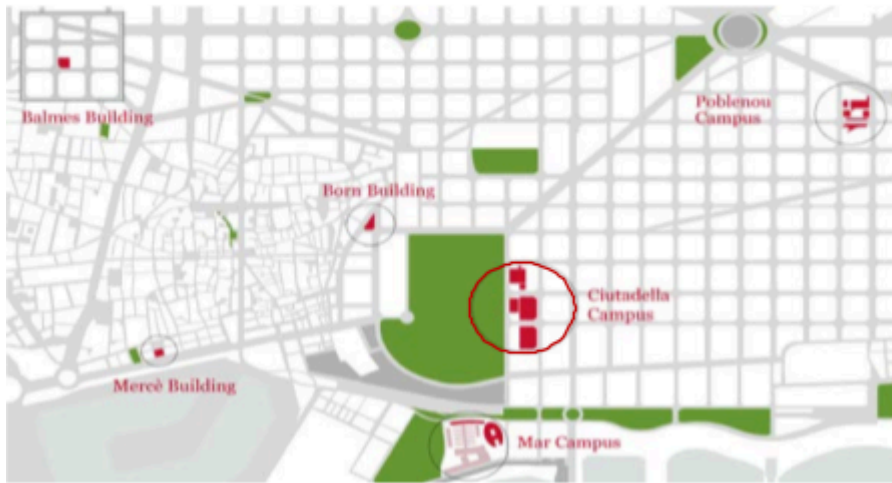 Balmes Building
Poblenou
Campus
Born Building
Ciutadella
Campus
Mercè Building
Mar Campus